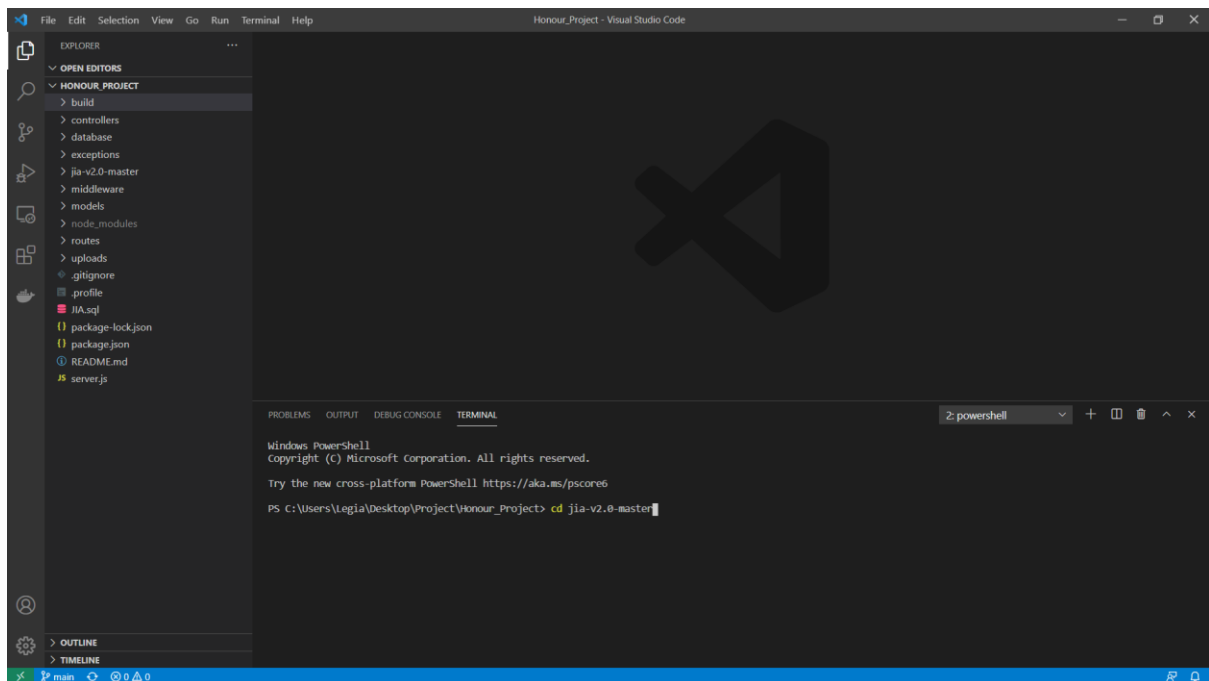 File Edit Selection View Go Run Terminal Help
Honour_Project - Visual Studio Code
EXPLORER
OPEN EDITORS
HONOUR_PROJECT
build
controllers
database
exceptions
jia-v2.0-master
middleware
models
node_modules
routes
uploads
.gitignore
.profile
JIA.sql
{} package-lock.json
{} package.json
README.md
JS server.js
PROBLEMS OUTPUT DEBUG CONSOLE TERMINAL
2: powershell
Windows PowerShell
Copyright (C) Microsoft Corporation. All rights reserved.
Try the new cross-platform PowerShell https://aka.ms/pscore6
PS C:\Users\Legia\Desktop\Project\Honour_Project> cd jia-v2.0-master
OUTLINE
TIMELINE
main 0 0